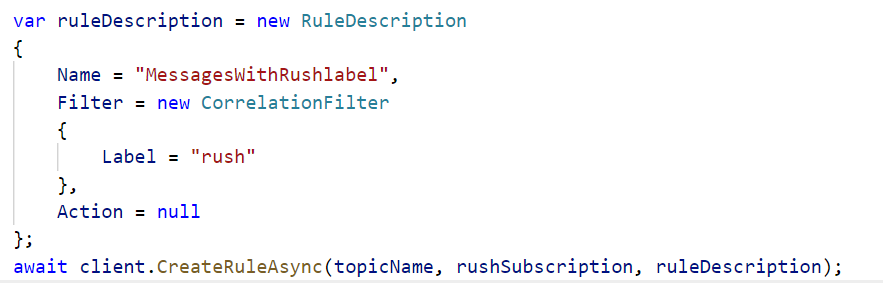 var ruleDescription = new RuleDescription
{
    Name = "MessagesWithRushlabel",
    Filter = new CorrelationFilter
    {
        Label = "rush"
    },
    Action = null
};
await client.CreateRuleAsync(topicName, rushSubscription, ruleDescription);